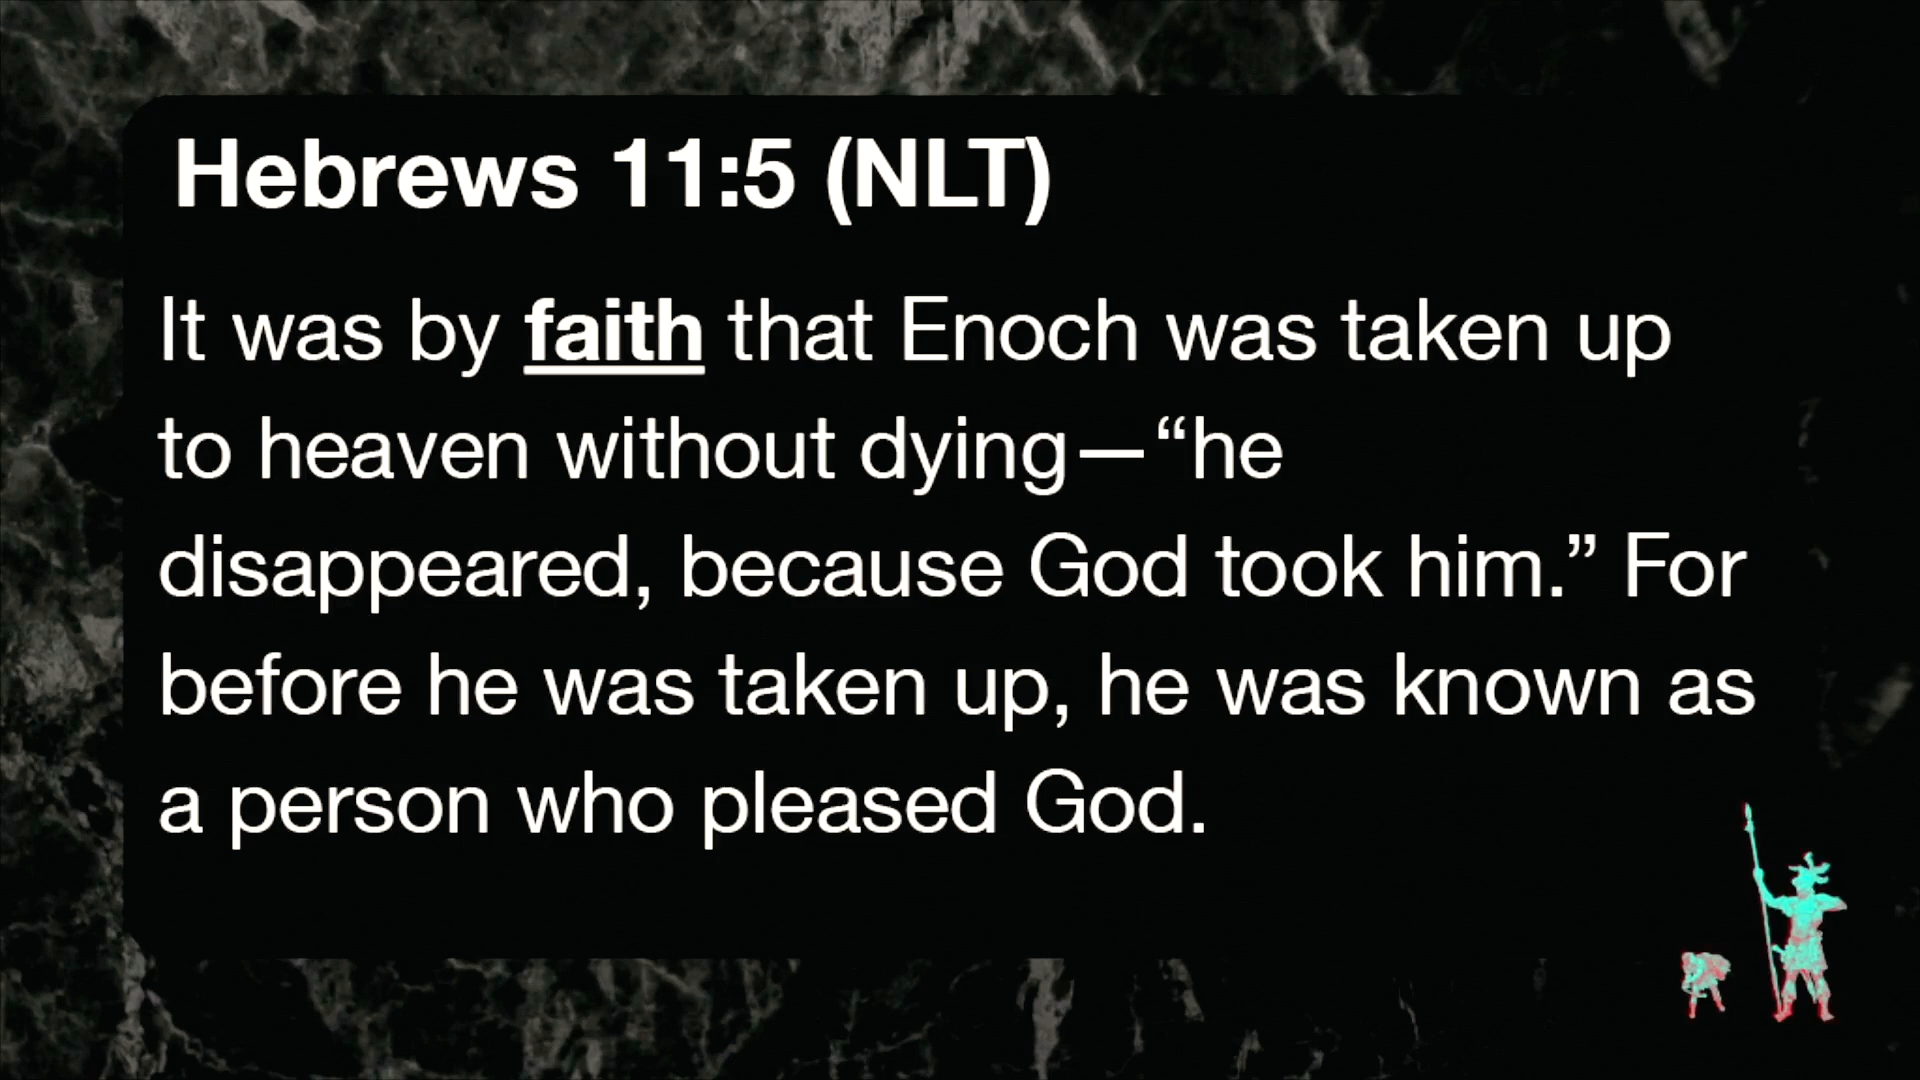 Hebrews 11:5 (NLT)
It was by faith that Enoch was taken up
to heaven without dying—“he
disappeared, because God took him.” For
before he was taken up, he was known as
a person who pleased God.